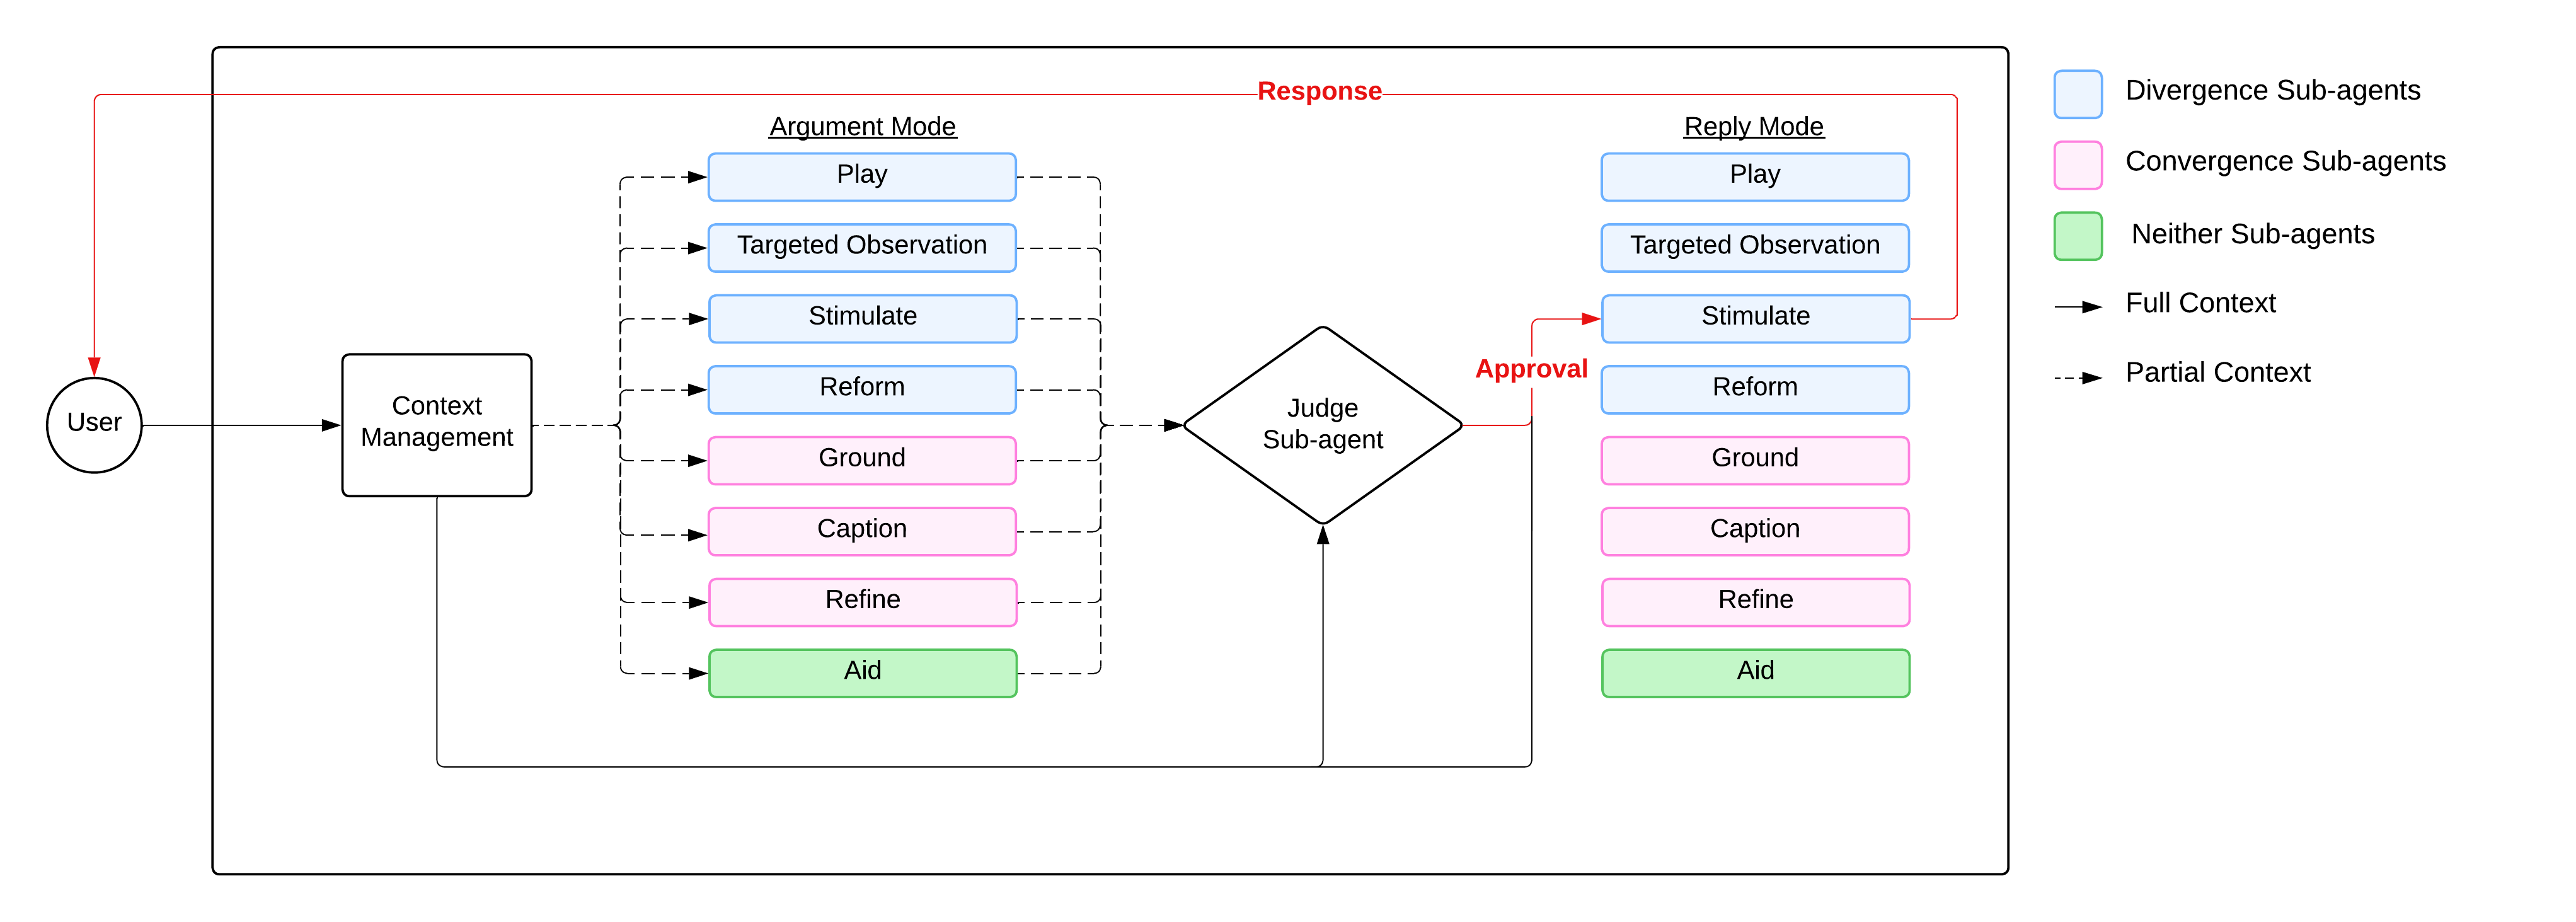 Response
Argument Mode
Reply Mode
Play
Targeted Observation
Stimulate
Reform
Ground
Caption
Refine
Aid
User
Context
Management
Judge
Sub-agent
Approval
Play
Targeted Observation
Stimulate
Reform
Ground
Caption
Refine
Aid
Divergence Sub-agents
Convergence Sub-agents
Neither Sub-agents
Full Context
Partial Context